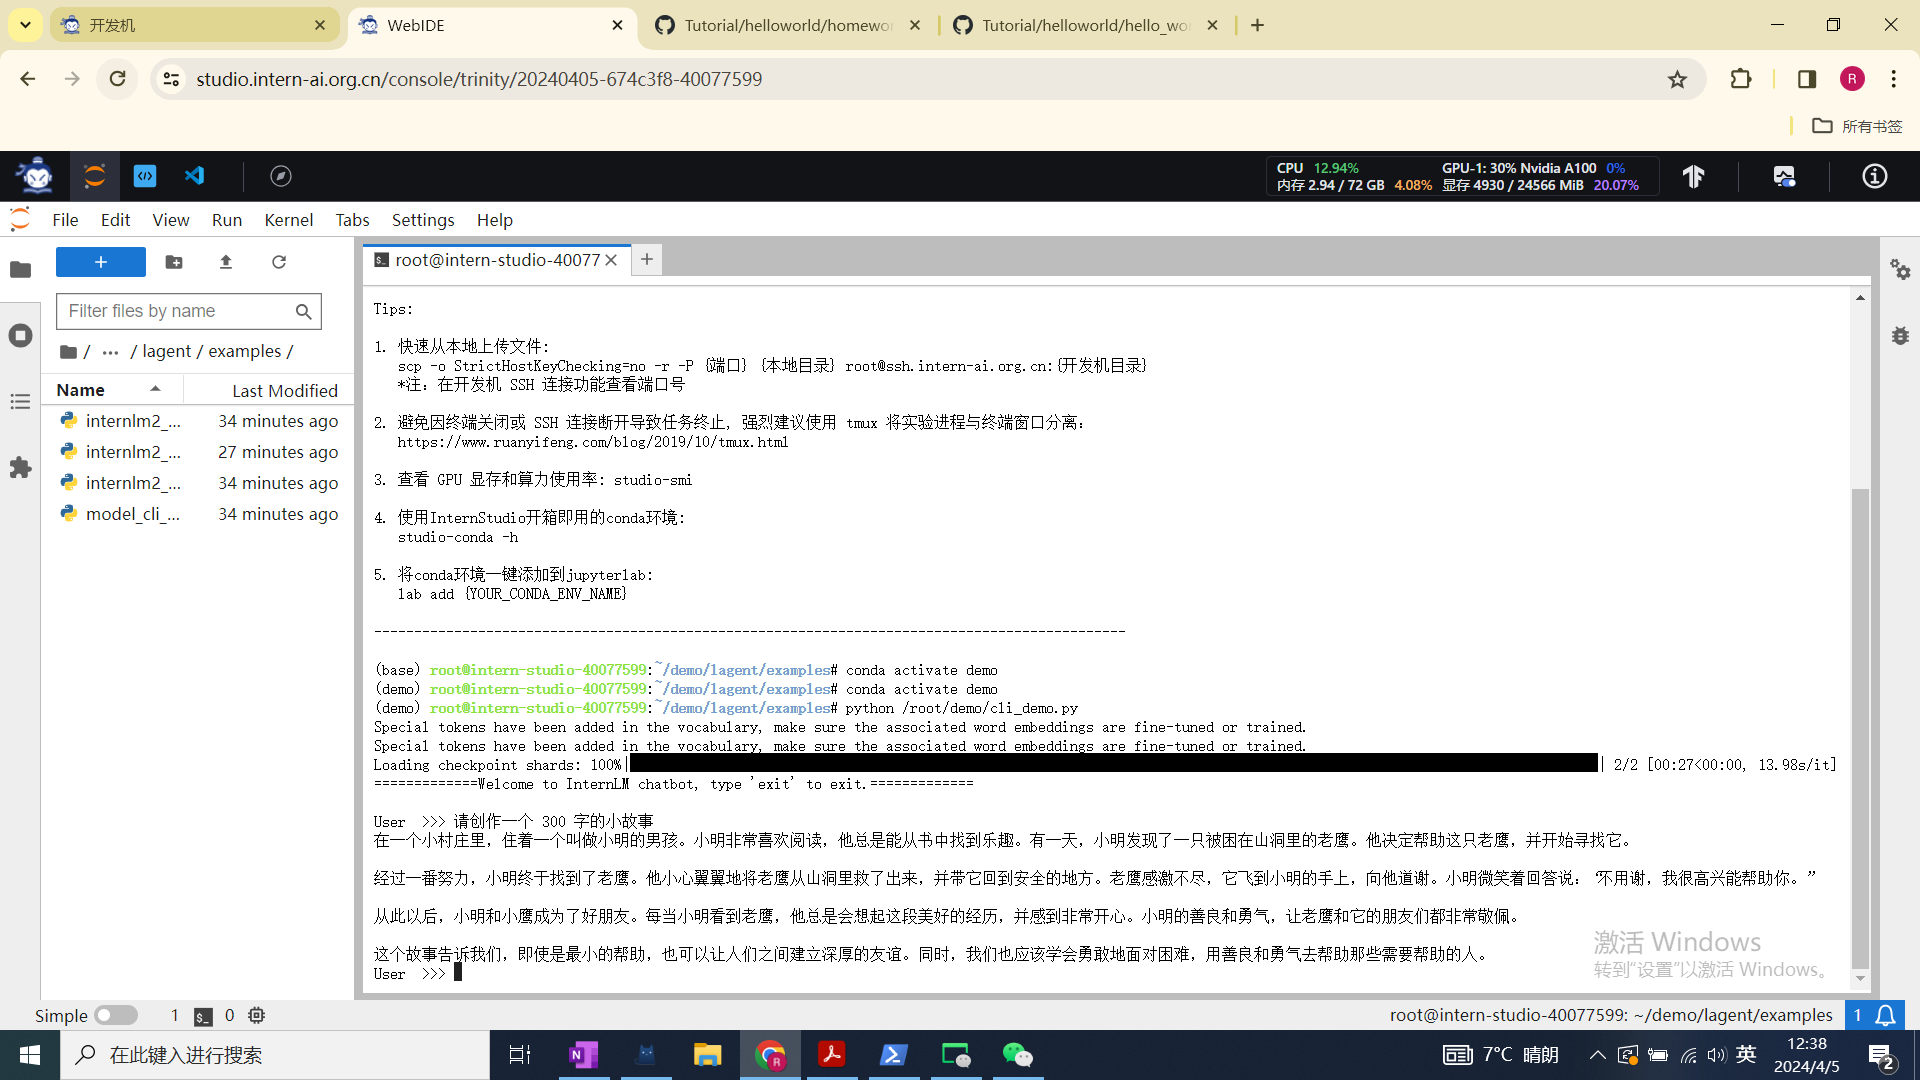 开发机
WebIDE
Tutorial/helloworld/homewor
Tutorial/helloworld/hello_wo
studio.intern-ai.org.cn/console/trinity/20240405-674c3f8-40077599
R
所有书签
CPU 12.94% GPU-1: 30% Nvidia A100 0%
内存 2.94 / 72 GB 4.08% 显存 4930 / 24566 MiB 20.07%
File Edit View Run Kernel Tabs Settings Help
root@intern-studio-40077
Filter files by name
/ ... / lagent / examples /
Name Last Modified
internlm2_... 34 minutes ago
internlm2_... 27 minutes ago
internlm2_... 34 minutes ago
model_cli_... 34 minutes ago
Tips:
1. 快速从本地上传文件:
scp -o StrictHostKeyChecking=no -r -P {端口} {本地目录} root@ssh.intern-ai.org.cn:{开发机目录}
*注: 在开发机 SSH 连接功能查看端口号
2. 避免因终端关闭或 SSH 连接断开导致任务终止, 强烈建议使用 tmux 将实验进程与终端窗口分离:
https://www.ruanyifeng.com/blog/2019/10/tmux.html
3. 查看 GPU 显存和算力使用率: studio-smi
4. 使用InternStudio开箱即用的conda环境:
studio-conda -h
5. 将conda环境一键添加到jupyterlab:
lab add {YOUR_CONDA_ENV_NAME}
----------------------------------------------------------------------------------------------
(base) root@intern-studio-40077599:~/demo/lagent/examples# conda activate demo
(demo) root@intern-studio-40077599:~/demo/lagent/examples# conda activate demo
(demo) root@intern-studio-40077599:~/demo/lagent/examples# python /root/demo/cli_demo.py
Special tokens have been added in the vocabulary, make sure the associated word embeddings are fine-tuned or trained.
Special tokens have been added in the vocabulary, make sure the associated word embeddings are fine-tuned or trained.
Loading checkpoint shards: 100%| | 2/2 [00:27<00:00, 13.98s/it]
=============Welcome to InternLM chatbot, type 'exit' to exit.=============
User >>> 请创作一个 300 字的小故事
在一个小村庄里，住着一个叫做小明的男孩。小明非常喜欢阅读，他总是能从书中找到乐趣。有一天，小明发现了一只被困在山洞里的老鹰。他决定帮助这只老鹰，并开始寻找它。
经过一番努力，小明终于找到了老鹰。他小心翼翼地将老鹰从山洞里救了出来，并带它回到安全的地方。老鹰感激不尽，它飞到小明的手上，向他道谢。小明微笑着回答说：“不用谢，我很高兴能帮助你。”
从此以后，小明和小鹰成为了好朋友。每当小明看到老鹰，他总是会想起这段美好的经历，并感到非常开心。小明的善良和勇气，让老鹰和它的朋友们都非常敬佩。
这个故事告诉我们，即使是最小的帮助，也可以让人们之间建立深厚的友谊。同时，我们也应该学会勇敢地面对困难，用善良和勇气去帮助那些需要帮助的人。
User >>>
激活 Windows
转到“设置”以激活 Windows。
Simple 1 0
root@intern-studio-40077599: ~/demo/lagent/examples 1
在此键入进行搜索
7°C 晴朗
英
12:38
2024/4/5
2